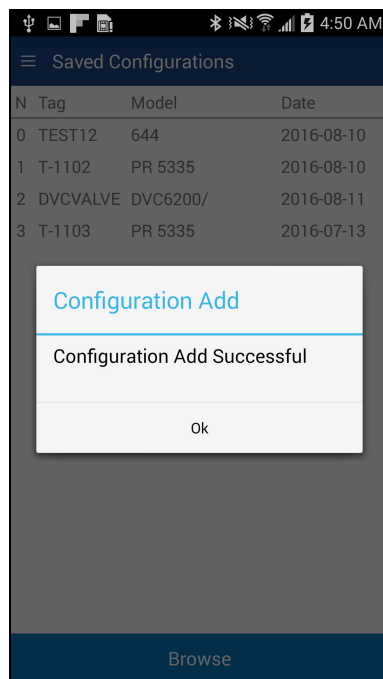 4:50 AM
Saved Configurations
N Tag Model Date
0 TEST12 644 2016-08-10
1 T-1102 PR 5335 2016-08-10
2 DVCVALVE DVC6200/ 2016-08-11
3 T-1103 PR 5335 2016-07-13
Configuration Add
Configuration Add Successful
Ok
Browse